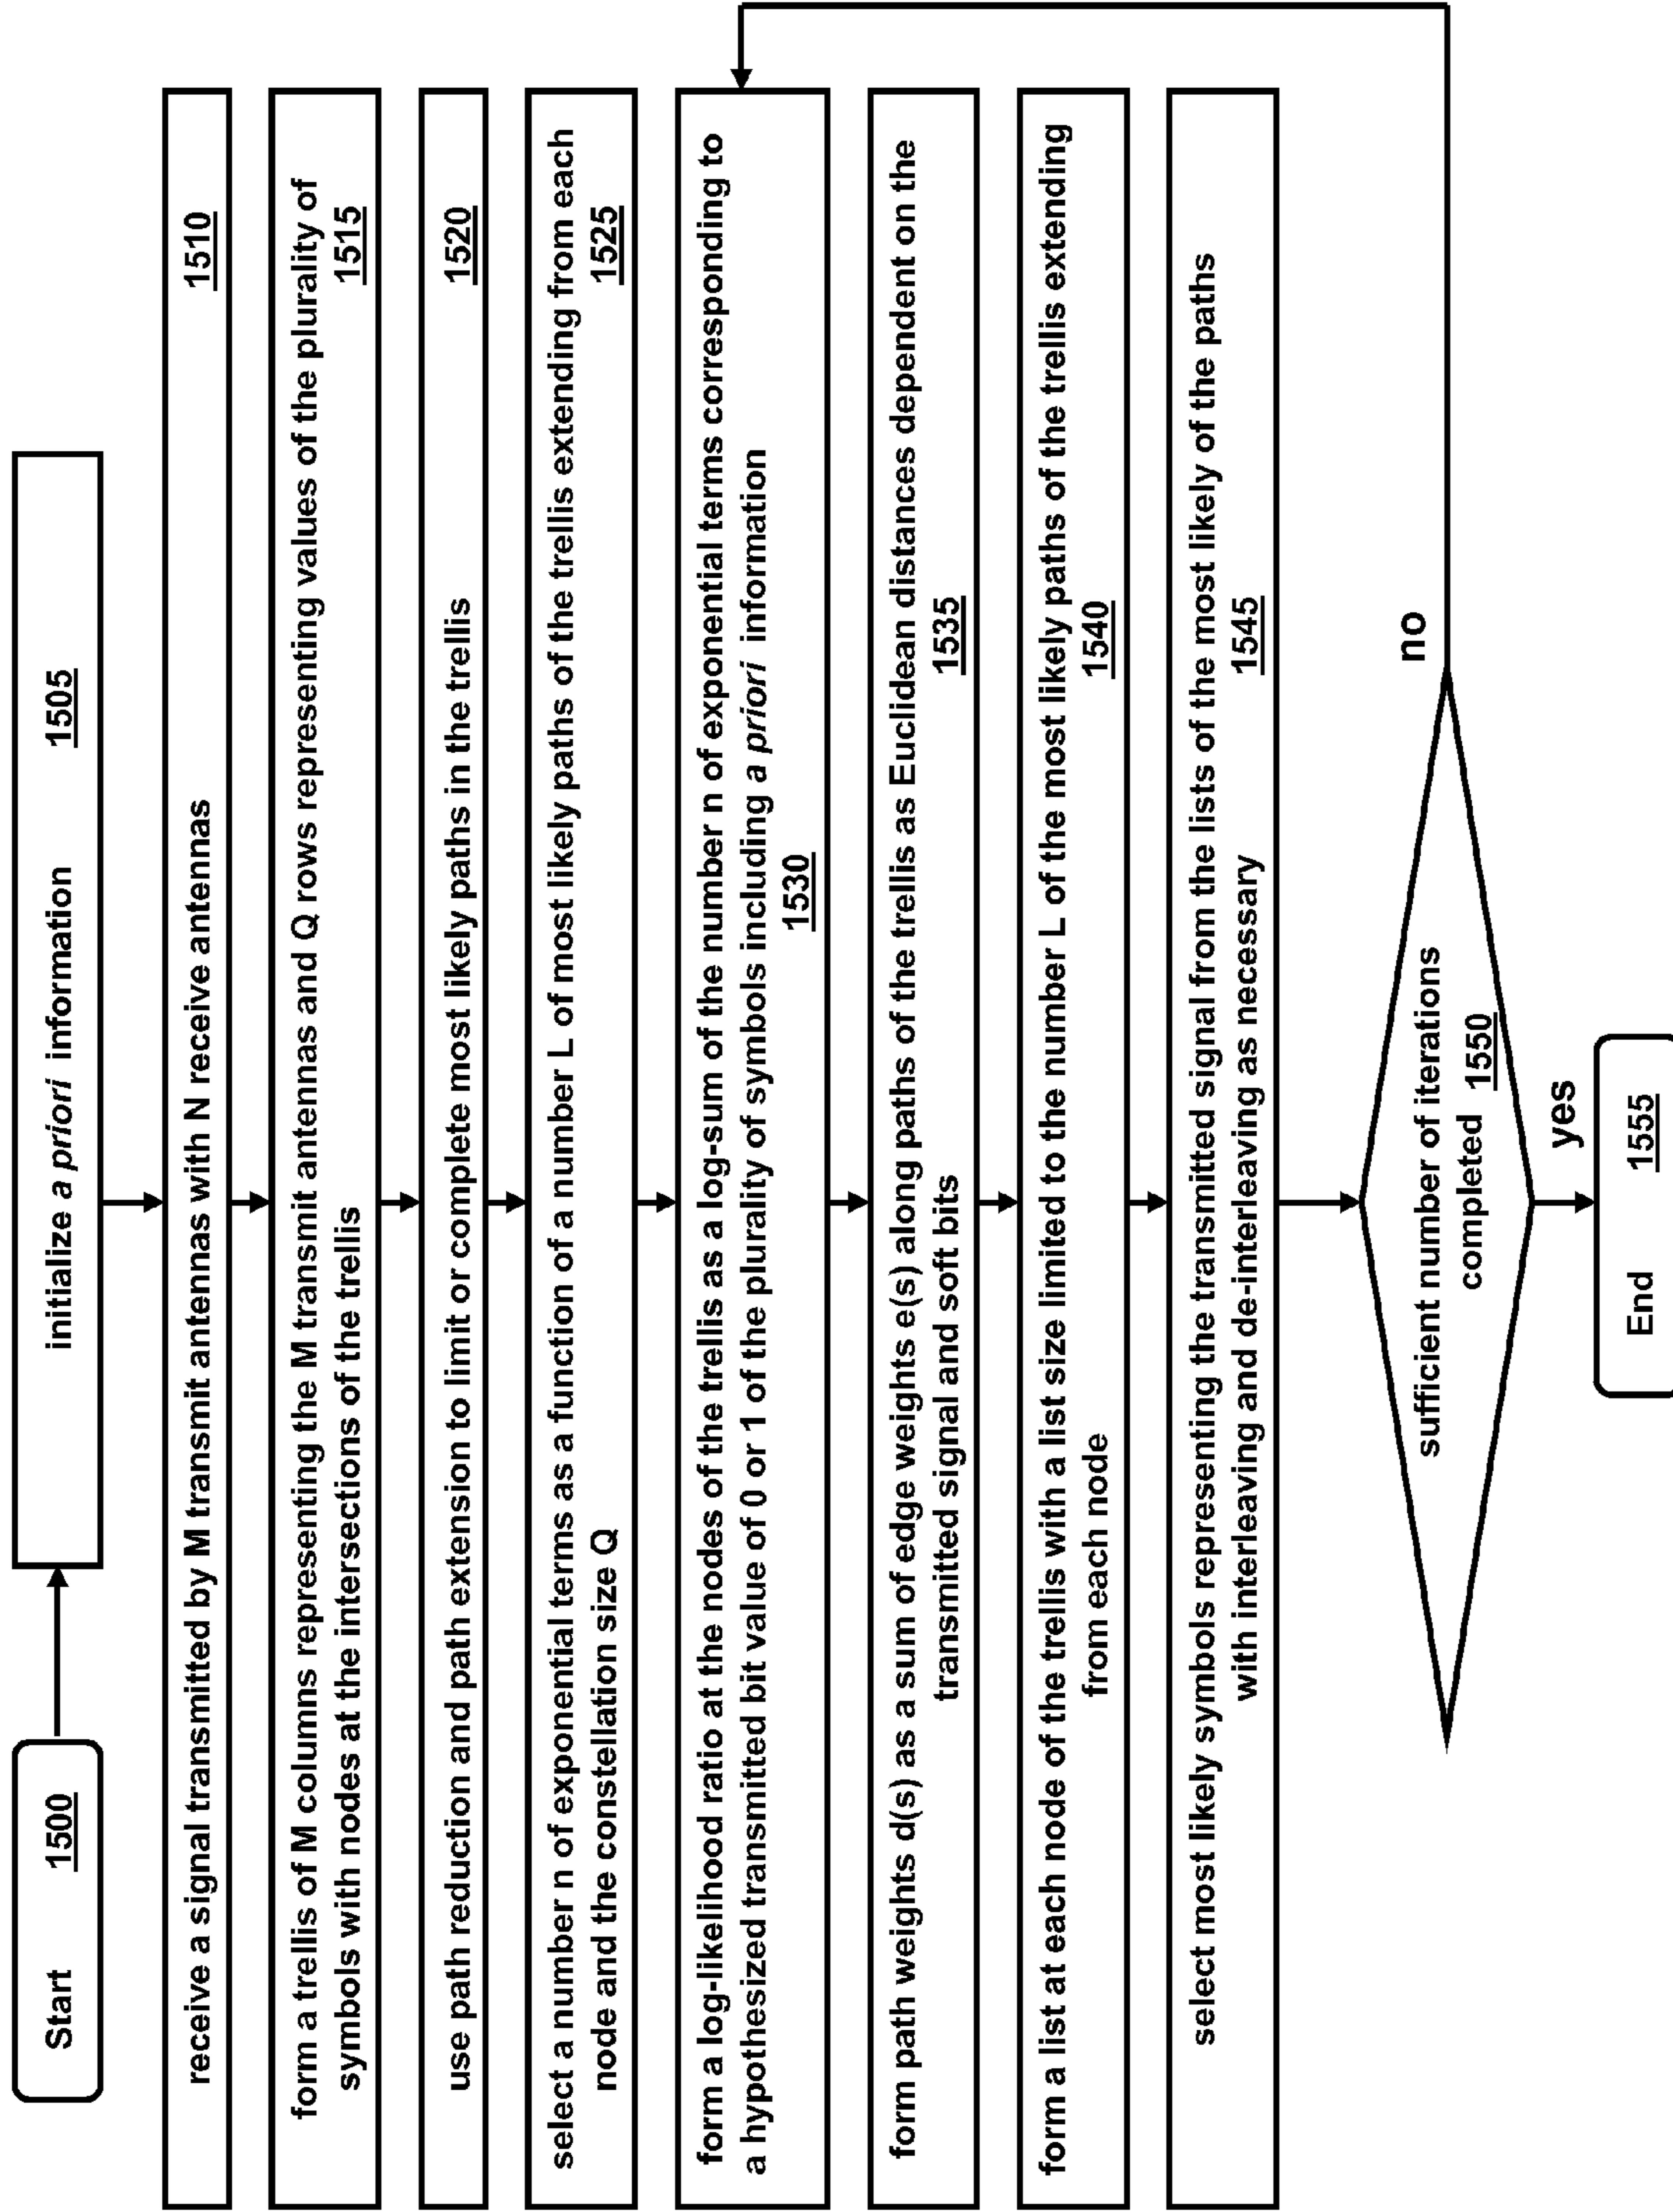 Start 1500
initialize a priori information 1505
receive a signal transmitted by M transmit antennas with N receive antennas 1510
form a trellis of M columns representing the M transmit antennas and Q rows representing values of the plurality of
symbols with nodes at the intersections of the trellis 1515
use path reduction and path extension to limit or complete most likely paths in the trellis 1520
select a number n of exponential terms as a function of a number L of most likely paths of the trellis extending from each
node and the constellation size Q 1525
form a log-likelihood ratio at the nodes of the trellis as a log-sum of the number n of exponential terms corresponding to
a hypothesized transmitted bit value of 0 or 1 of the plurality of symbols including a priori information
1530
form path weights d(s) as a sum of edge weights e(s) along paths of the trellis as Euclidean distances dependent on the
transmitted signal and soft bits 1535
form a list at each node of the trellis with a list size limited to the number L of the most likely paths of the trellis extending
from each node 1540
select most likely symbols representing the transmitted signal from the lists of the most likely of the paths
with interleaving and de-interleaving as necessary 1545
sufficient number of iterations
completed 1550
no
yes
End 1555